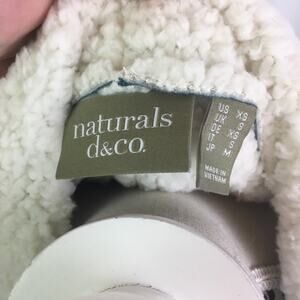 naturals
d&co.
US XS
UK S
DE XS
IT S
JP M
MADE IN
VIETNAM